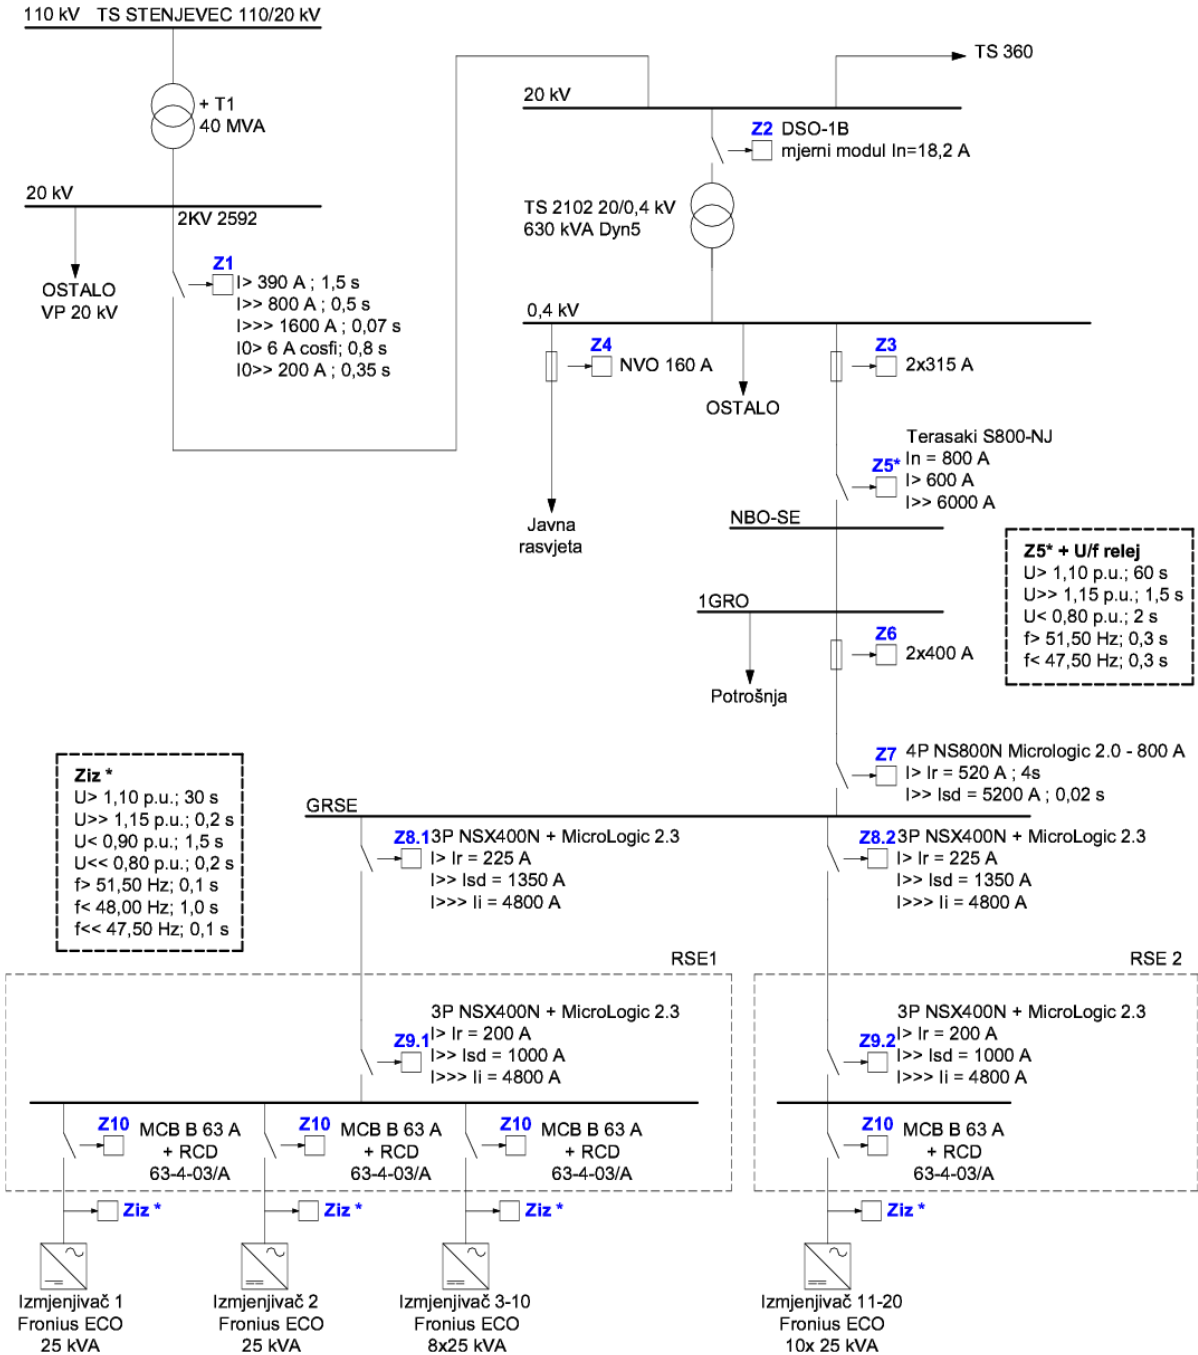 110 kV TS STENJEVEC 110/20 kV
+ T1
40 MVA
20 kV
2KV 2592
OSTALO
VP 20 kV
Z1
I> 390 A ; 1,5 s
I>> 800 A ; 0,5 s
I>>> 1600 A ; 0,07 s
I0> 6 A cosfi; 0,8 s
I0>> 200 A ; 0,35 s
TS 360
20 kV
Z2 DSO-1B
mjerni modul In=18,2 A
TS 2102 20/0,4 kV
630 kVA Dyn5
0,4 kV
Z4
NVO 160 A
Javna
rasvjeta
OSTALO
Z3
2x315 A
Terasaki S800-NJ
Z5* In = 800 A
I> 600 A
I>> 6000 A
NBO-SE
Z5* + U/f relej
U> 1,10 p.u.; 60 s
U>> 1,15 p.u.; 1,5 s
U< 0,80 p.u.; 2 s
f> 51,50 Hz; 0,3 s
f< 47,50 Hz; 0,3 s
1GRO
Potrošnja
Z6
2x400 A
Z7 4P NS800N Micrologic 2.0 - 800 A
I> Ir = 520 A ; 4s
I>> Isd = 5200 A ; 0,02 s
Ziz *
U> 1,10 p.u.; 30 s
U>> 1,15 p.u.; 0,2 s
U< 0,90 p.u.; 1,5 s
U<< 0,80 p.u.; 0,2 s
f> 51,50 Hz; 0,1 s
f< 48,00 Hz; 1,0 s
f<< 47,50 Hz; 0,1 s
GRSE
Z8.1 3P NSX400N + MicroLogic 2.3
I> Ir = 225 A
I>> Isd = 1350 A
I>>> Ii = 4800 A
Z8.2 3P NSX400N + MicroLogic 2.3
I> Ir = 225 A
I>> Isd = 1350 A
I>>> Ii = 4800 A
RSE1
3P NSX400N + MicroLogic 2.3
I> Ir = 200 A
Z9.1 I>> Isd = 1000 A
I>>> Ii = 4800 A
RSE 2
3P NSX400N + MicroLogic 2.3
I> Ir = 200 A
Z9.2 I>> Isd = 1000 A
I>>> Ii = 4800 A
Z10 MCB B 63 A
+ RCD
63-4-03/A
Z10 MCB B 63 A
+ RCD
63-4-03/A
Z10 MCB B 63 A
+ RCD
63-4-03/A
Z10 MCB B 63 A
+ RCD
63-4-03/A
Ziz *
Ziz *
Ziz *
Ziz *
Izmjenjivač 1
Fronius ECO
25 kVA
Izmjenjivač 2
Fronius ECO
25 kVA
Izmjenjivač 3-10
Fronius ECO
8x25 kVA
Izmjenjivač 11-20
Fronius ECO
10x 25 kVA